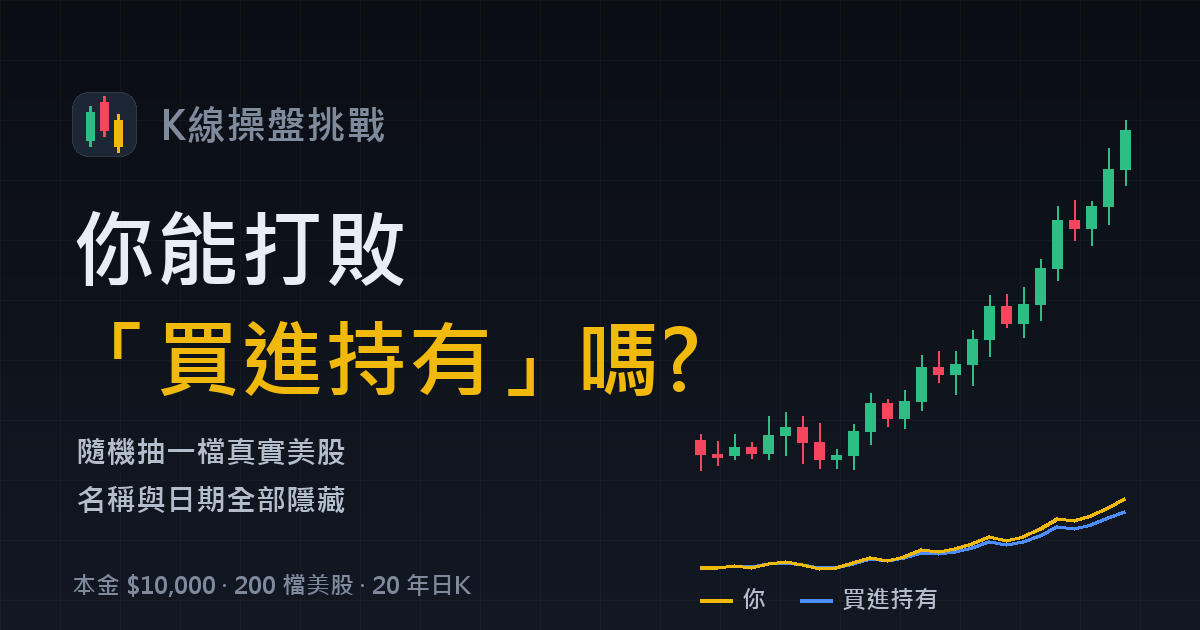 K線操盤挑戰
你能打敗
「買進持有」嗎?
隨機抽一檔真實美股
名稱與日期全部隱藏
本金 $10,000 · 200 檔美股 · 20 年日K
你
買進持有